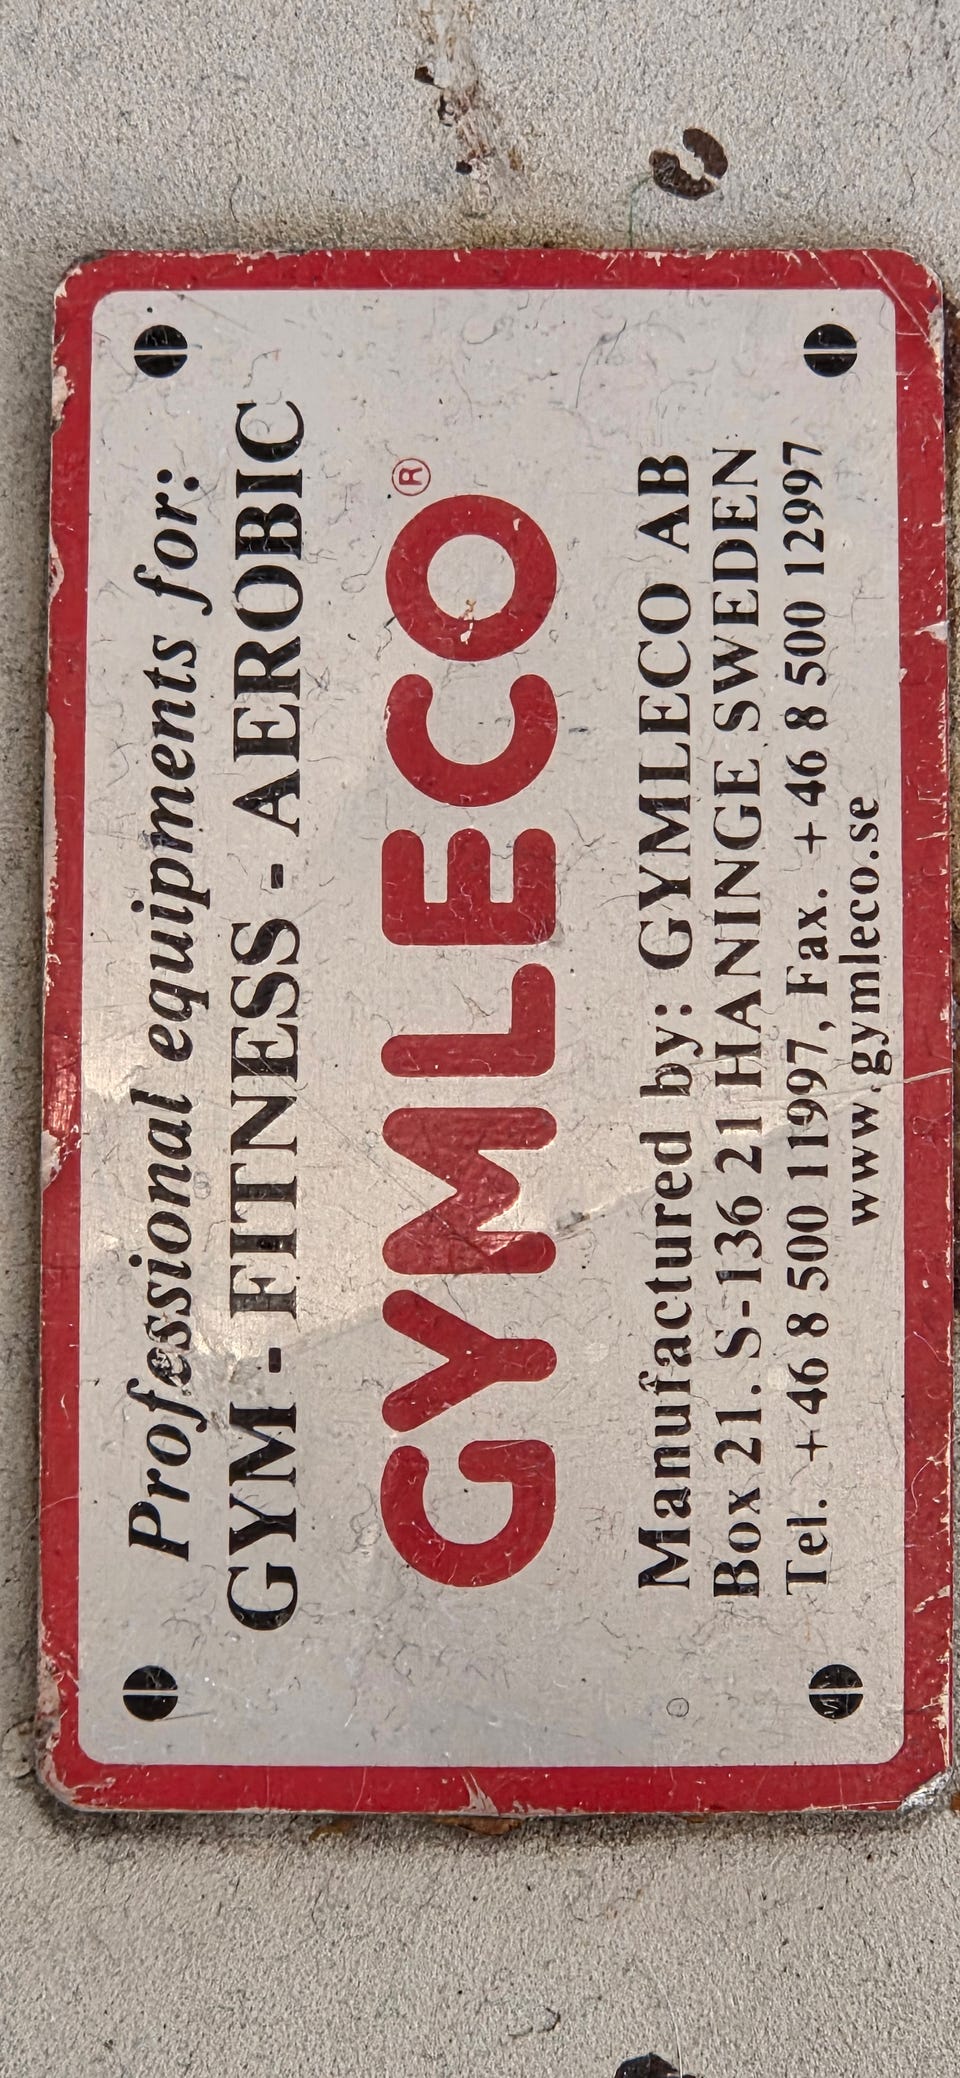 Professional equipments for:
GYM - FITNESS - AEROBIC
GYMLECO®
Manufactured by: GYMLECO AB
Box 21. S-136 21 HANINGE SWEDEN
Tel. ++46 8 500 11997, Fax. ++46 8 500 12997
www.gymleco.se